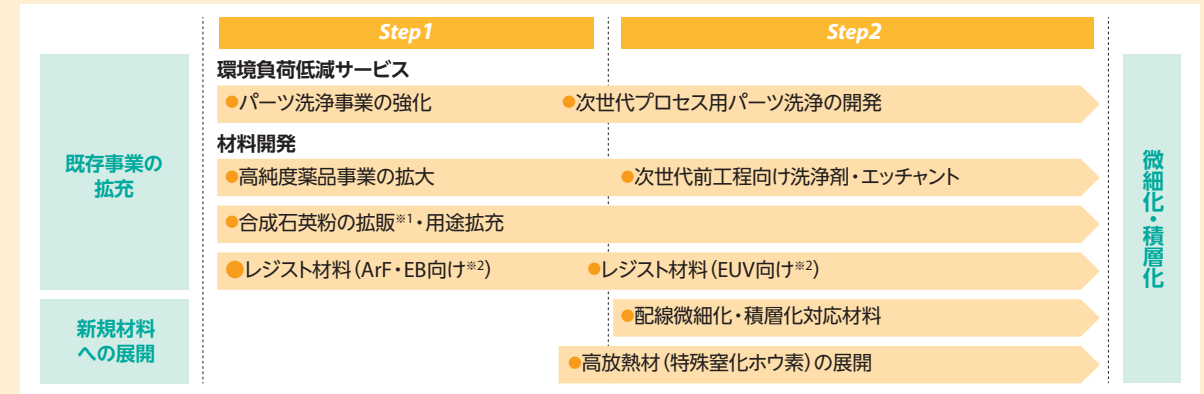 Step1
Step2
既存事業の
拡充
環境負荷低減サービス
●パーツ洗浄事業の強化
●次世代プロセス用パーツ洗浄の開発
材料開発
●高純度薬品事業の拡大
●次世代前工程向け洗浄剤・エッチャント
●合成石英粉の拡販※1・用途拡充
●レジスト材料（ArF・EB向け※2）
●レジスト材料（EUV向け※2）
新規材料
への展開
●配線微細化・積層化対応材料
●高放熱材（特殊窒化ホウ素）の展開
微細化・積層化